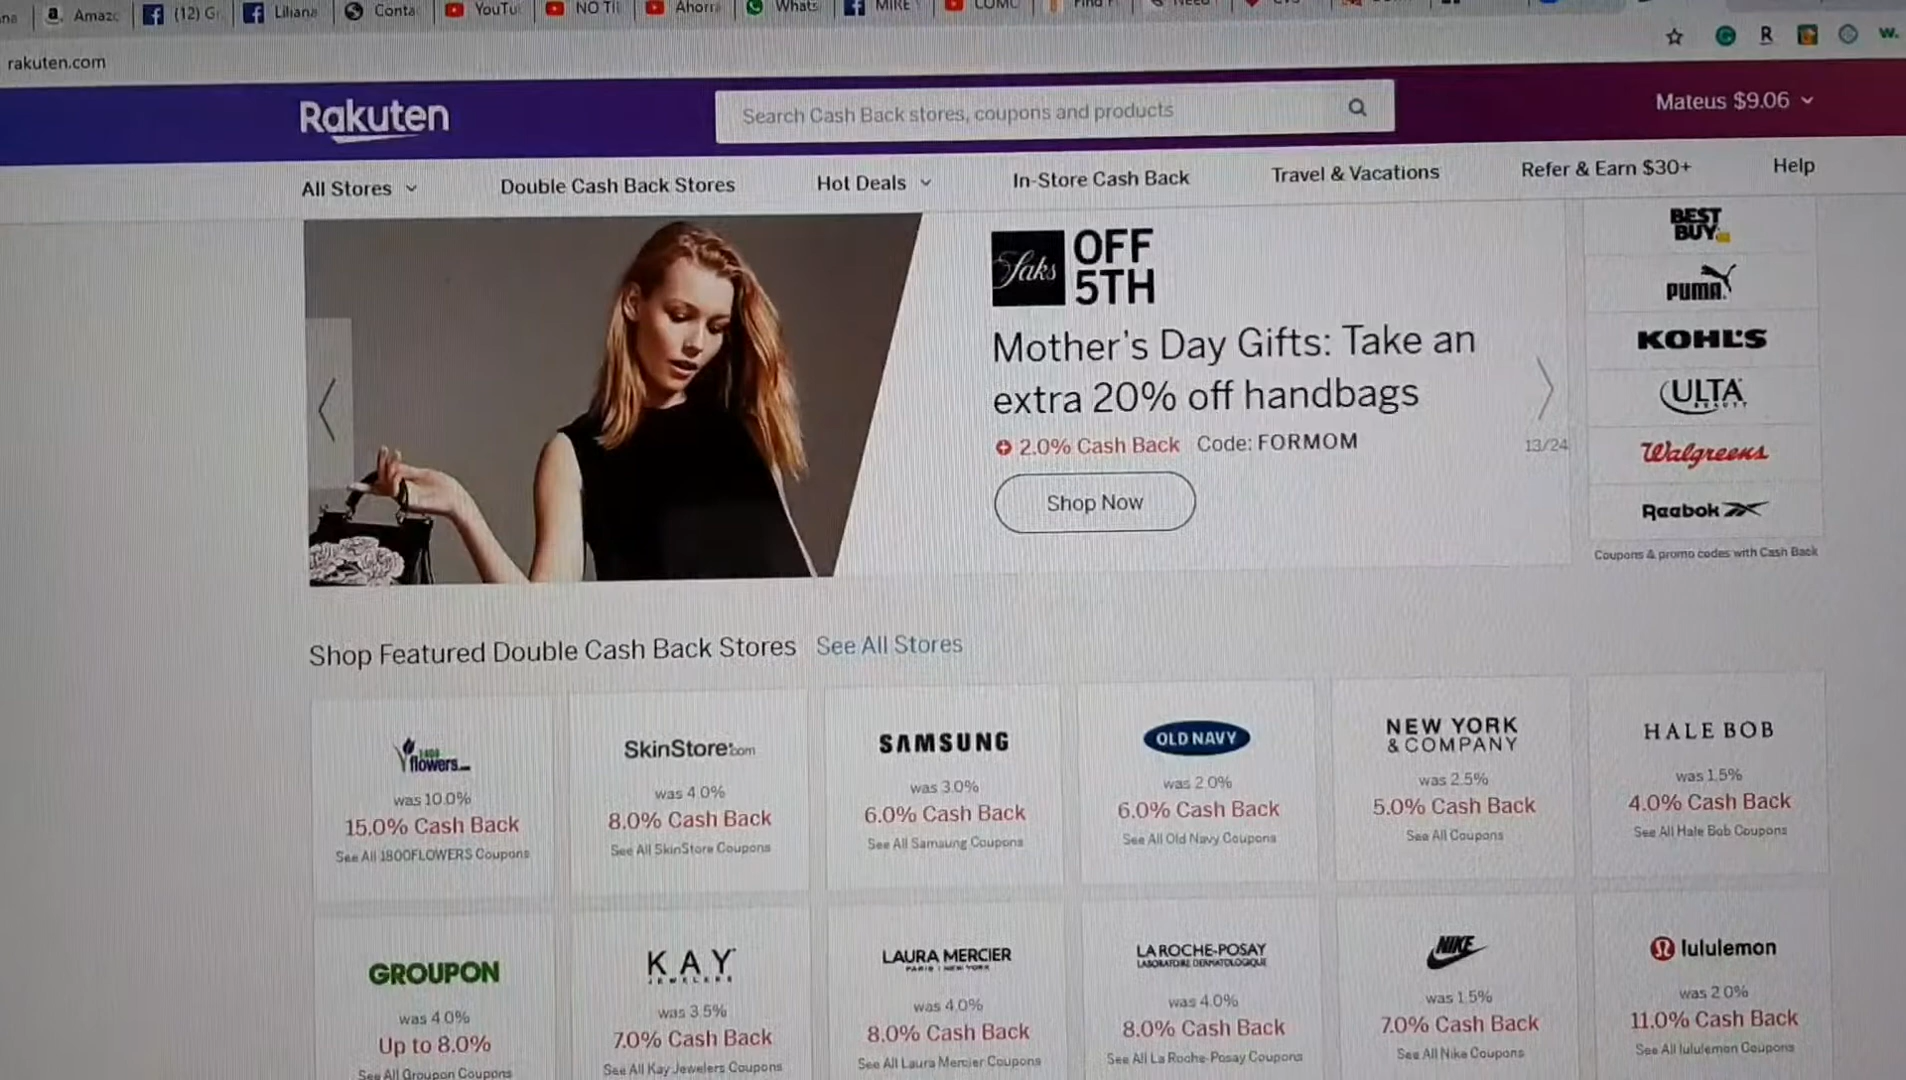 Amazo
(12) G
Liliana
Conta
YouTu
NO TI
Ahorra
Whats
MIKE
rakuten.com
R
w.
Rakuten
Search Cash Back stores, coupons and products
Mateus $9.06
All Stores
Double Cash Back Stores
Hot Deals
In-Store Cash Back
Travel & Vacations
Refer & Earn $30+
Help
Saks
OFF
5TH
Mother's Day Gifts: Take an
extra 20% off handbags
2.0% Cash Back Code: FORMOM
Shop Now
13/24
BEST
BUY
PUMA
KOHL'S
ULTA
BEAUTY
Walgreens
Reebok
Coupons & promo codes with Cash Back
Shop Featured Double Cash Back Stores See All Stores
1800
flowers.com
was 10.0%
15.0% Cash Back
See All 1800FLOWERS Coupons
SkinStore.com
was 4.0%
8.0% Cash Back
See All SkinStore Coupons
SAMSUNG
was 3.0%
6.0% Cash Back
See All Samsung Coupons
OLD NAVY
was 2.0%
6.0% Cash Back
See All Old Navy Coupons
NEW YORK
& COMPANY
was 2.5%
5.0% Cash Back
See All Coupons
HALE BOB
was 1.5%
4.0% Cash Back
See All Hale Bob Coupons
GROUPON
was 4.0%
Up to 8.0%
See All Groupon Coupons
KAY
JEWELERS
was 3.5%
7.0% Cash Back
See All Kay Jewelers Coupons
LAURA MERCIER
PARIS | NEW YORK
was 4.0%
8.0% Cash Back
See All Laura Mercier Coupons
LA ROCHE-POSAY
LABORATOIRE DERMATOLOGIQUE
was 4.0%
8.0% Cash Back
See All La Roche-Posay Coupons
NIKE
was 1.5%
7.0% Cash Back
See All Nike Coupons
lululemon
was 2.0%
11.0% Cash Back
See All lululemon Coupons